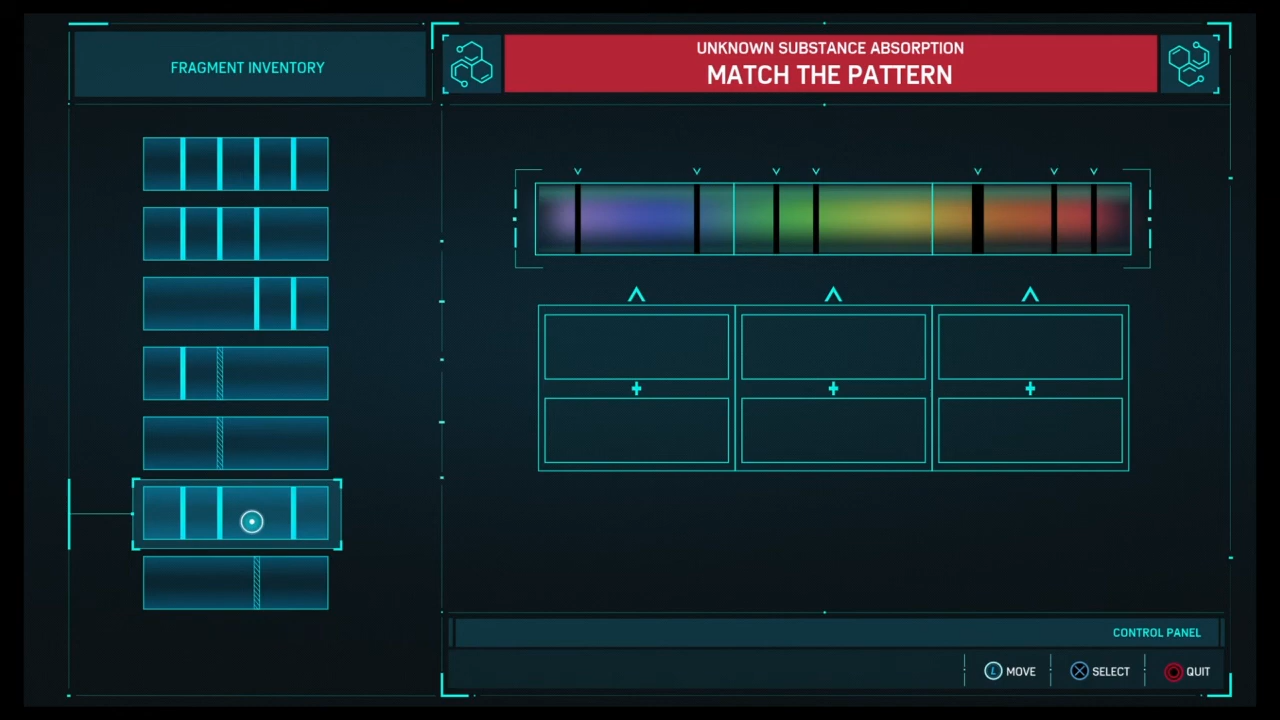 FRAGMENT INVENTORY
UNKNOWN SUBSTANCE ABSORPTION
MATCH THE PATTERN
CONTROL PANEL
L MOVE
SELECT
QUIT